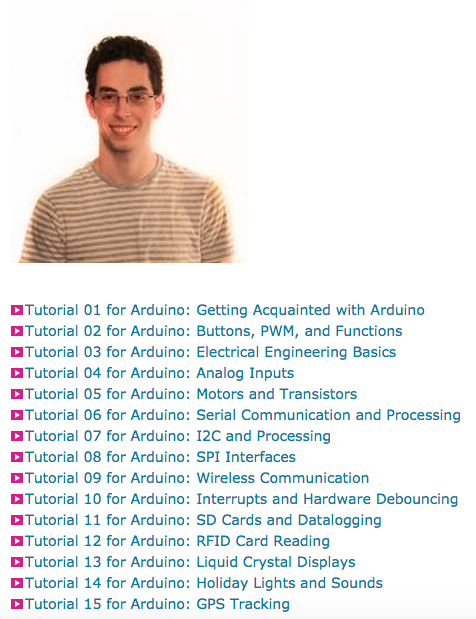 Tutorial 01 for Arduino: Getting Acquainted with Arduino
Tutorial 02 for Arduino: Buttons, PWM, and Functions
Tutorial 03 for Arduino: Electrical Engineering Basics
Tutorial 04 for Arduino: Analog Inputs
Tutorial 05 for Arduino: Motors and Transistors
Tutorial 06 for Arduino: Serial Communication and Processing
Tutorial 07 for Arduino: I2C and Processing
Tutorial 08 for Arduino: SPI Interfaces
Tutorial 09 for Arduino: Wireless Communication
Tutorial 10 for Arduino: Interrupts and Hardware Debouncing
Tutorial 11 for Arduino: SD Cards and Datalogging
Tutorial 12 for Arduino: RFID Card Reading
Tutorial 13 for Arduino: Liquid Crystal Displays
Tutorial 14 for Arduino: Holiday Lights and Sounds
Tutorial 15 for Arduino: GPS Tracking